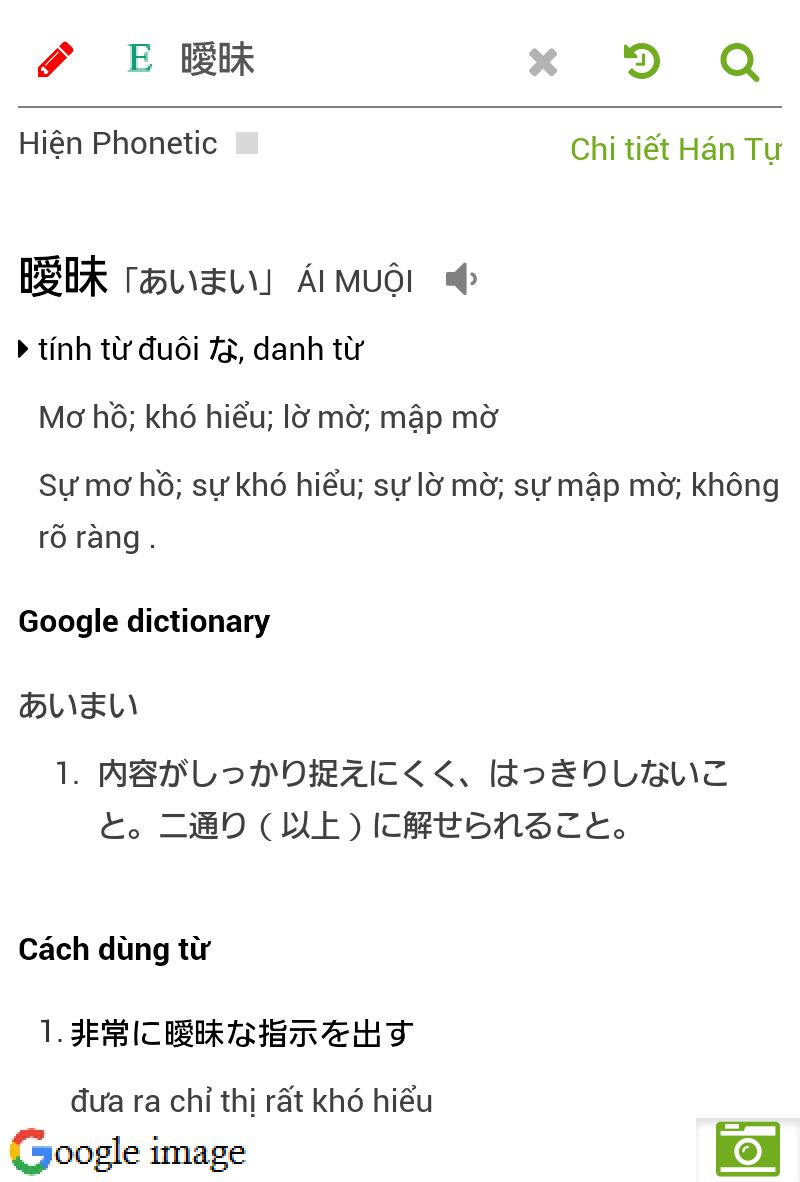 E 曖昧
Hiện Phonetic
Chi tiết Hán Tự
曖昧「あいまい」 ÁI MUỘI
tính từ đuôi な, danh từ
Mơ hồ; khó hiểu; lờ mờ; mập mờ
Sự mơ hồ; sự khó hiểu; sự lờ mờ; sự mập mờ; không
rõ ràng .
Google dictionary
あいまい
1. 内容がしっかり捉えにくく、はっきりしないこ
と。二通り（以上）に解せられること。
Cách dùng từ
1. 非常に曖昧な指示を出す
đưa ra chỉ thị rất khó hiểu
Google image